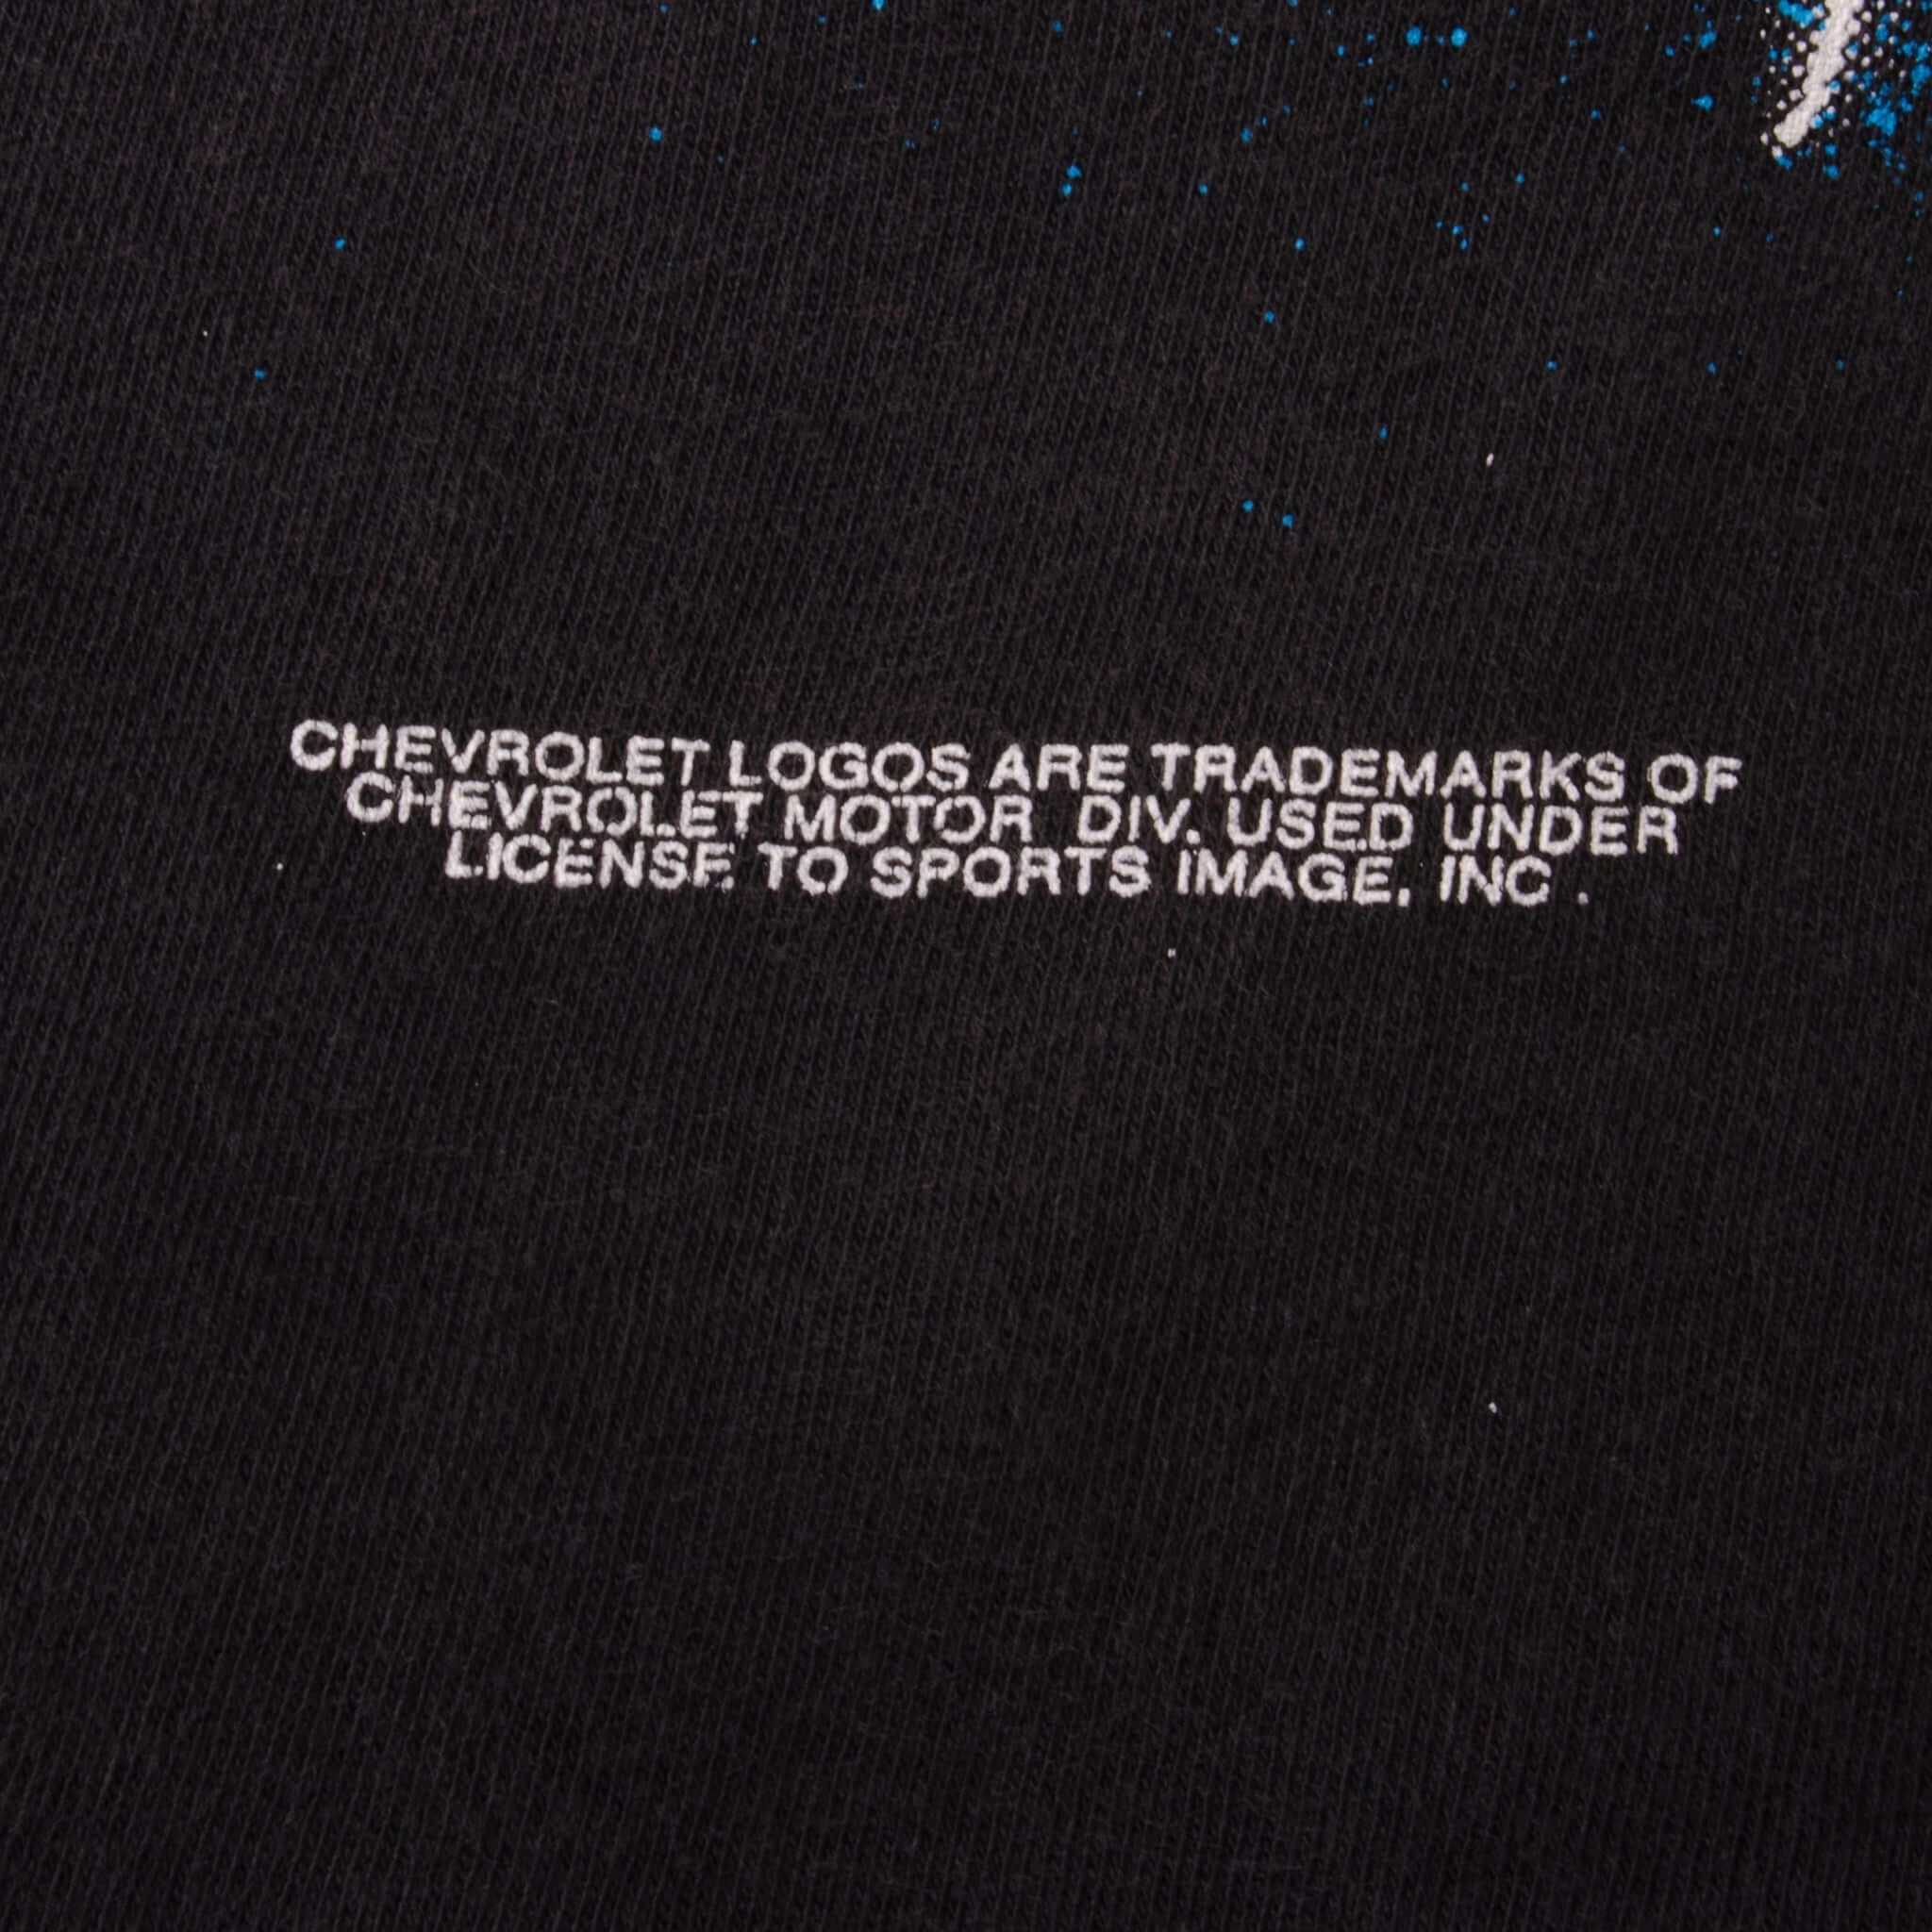 CHEVROLET LOGOS ARE TRADEMARKS OF
CHEVROLET MOTOR DIV. USED UNDER
LICENSE TO SPORTS IMAGE, INC .